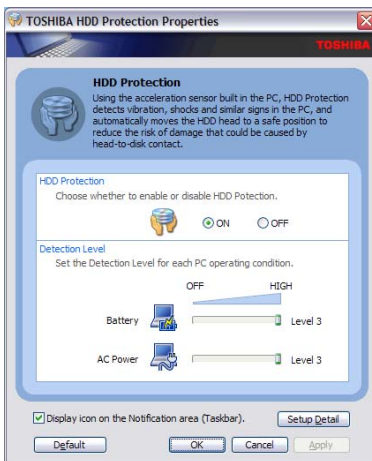 TOSHIBA HDD Protection Properties
TOSHIBA
HDD Protection
Using the acceleration sensor built in the PC, HDD Protection
detects vibration, shocks and similar signs in the PC, and
automatically moves the HDD head to a safe position to
reduce the risk of damage that could be caused by
head-to-disk contact.
HDD Protection
Choose whether to enable or disable HDD Potection.
ON OFF
Detection Level
Set the Detection Level for each PC operating condition.
OFF HIGH
Battery Level 3
AC Power Level 3
Display icon on the Notification area (Taskbar). Setup Detail
Default OK Cancel Apply